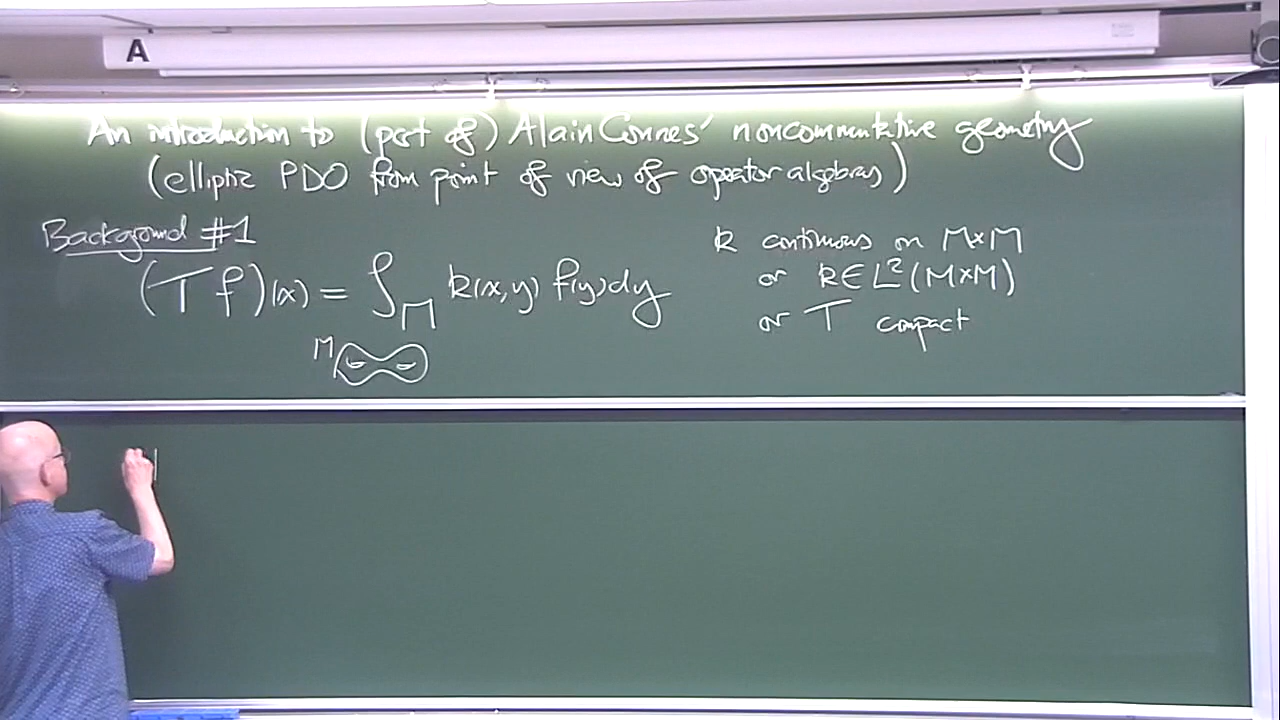 A
An introduction to (part of) Alain Connes' noncommutative geometry
(elliptic PDO from point of view of operator algebras)
Background #1
(Tf)(x) = ∫_M k(x,y) f(y) dy
k continuous on M×M
or k∈L²(M×M)
or T compact
M